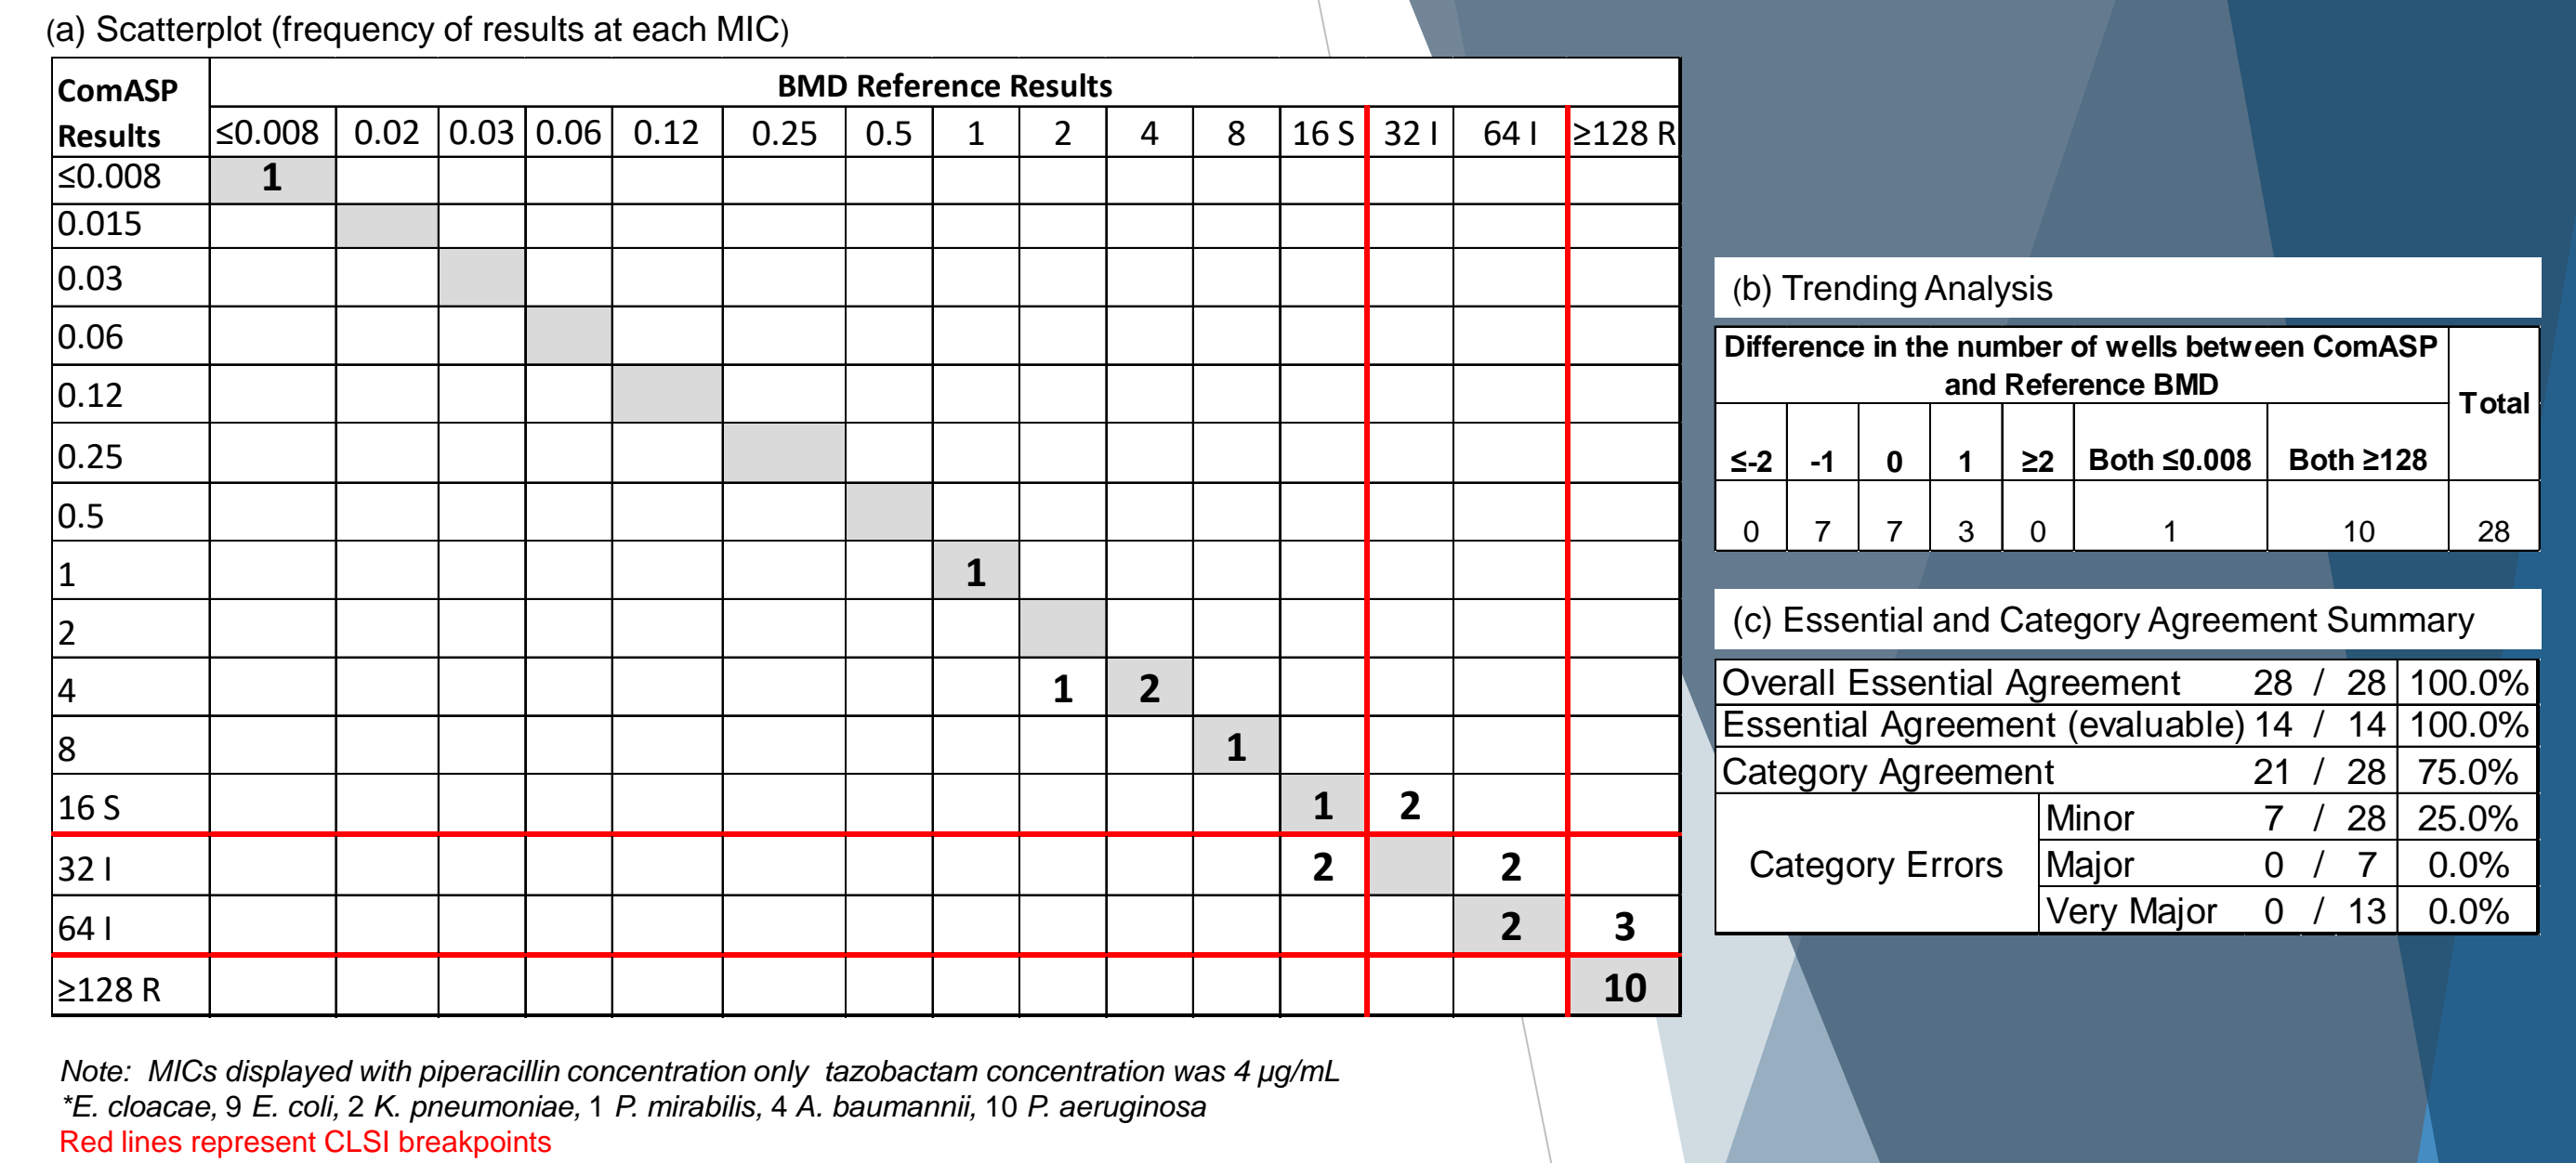 (a) Scatterplot (frequency of results at each MIC)
ComASP Results BMD Reference Results
≤0.008 0.02 0.03 0.06 0.12 0.25 0.5 1 2 4 8 16 S 32 I 64 I ≥128 R
≤0.008 1
0.015
0.03
0.06
0.12
0.25
0.5
1 1
2
4 1 2
8 1
16 S 1 2
32 I 2 2
64 I 2 3
≥128 R 10
Note: MICs displayed with piperacillin concentration only tazobactam concentration was 4 µg/mL
*E. cloacae, 9 E. coli, 2 K. pneumoniae, 1 P. mirabilis, 4 A. baumannii, 10 P. aeruginosa
Red lines represent CLSI breakpoints
(b) Trending Analysis
Difference in the number of wells between ComASP
and Reference BMD
Total
≤-2 -1 0 1 ≥2 Both ≤0.008 Both ≥128
0 7 7 3 0 1 10 28
(c) Essential and Category Agreement Summary
Overall Essential Agreement 28 / 28 100.0%
Essential Agreement (evaluable) 14 / 14 100.0%
Category Agreement 21 / 28 75.0%
Category Errors
Minor 7 / 28 25.0%
Major 0 / 7 0.0%
Very Major 0 / 13 0.0%